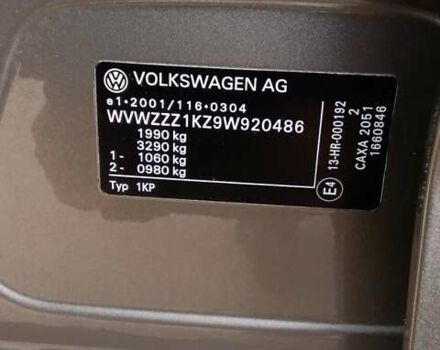 VOLKSWAGEN AG
e1*2001/116*0304
WVWZZZ1KZ9W920486
1990 kg
3290 kg
1- 1060 kg
2- 0980 kg
Typ 1KP
E4
13-HR-000192
2
CAXA 2051
1660846